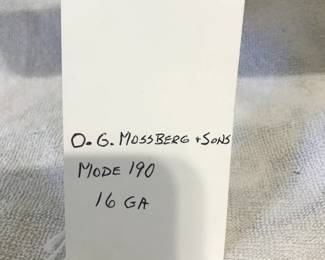 O. G. MOSSBERG + SONS
MODE 190
16 GA